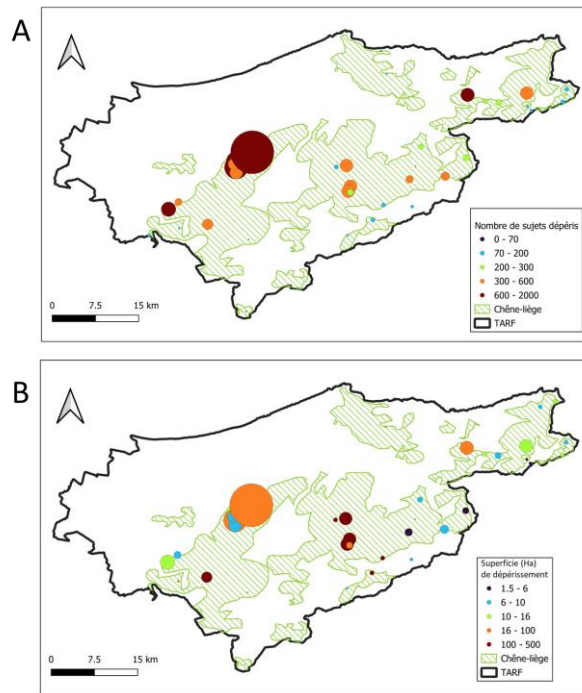 A
Nombre de sujets dépéris
0 - 70
70 - 200
200 - 300
300 - 600
600 - 2000
Chêne-liège
TARF
0 7.5 15 km
B
Superficie (Ha)
de dépérissement
1.5 - 6
6 - 10
10 - 16
16 - 100
100 - 500
Chêne-liège
TARF
0 7.5 15 km